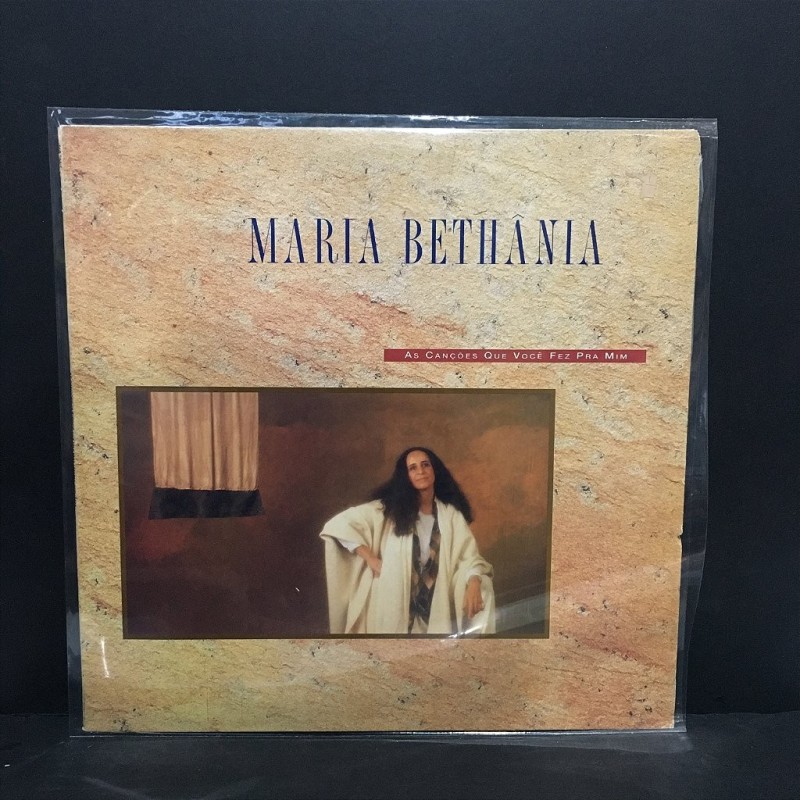 MARIA BETHÂNIA
As Canções Que Você Fez Pra Mim